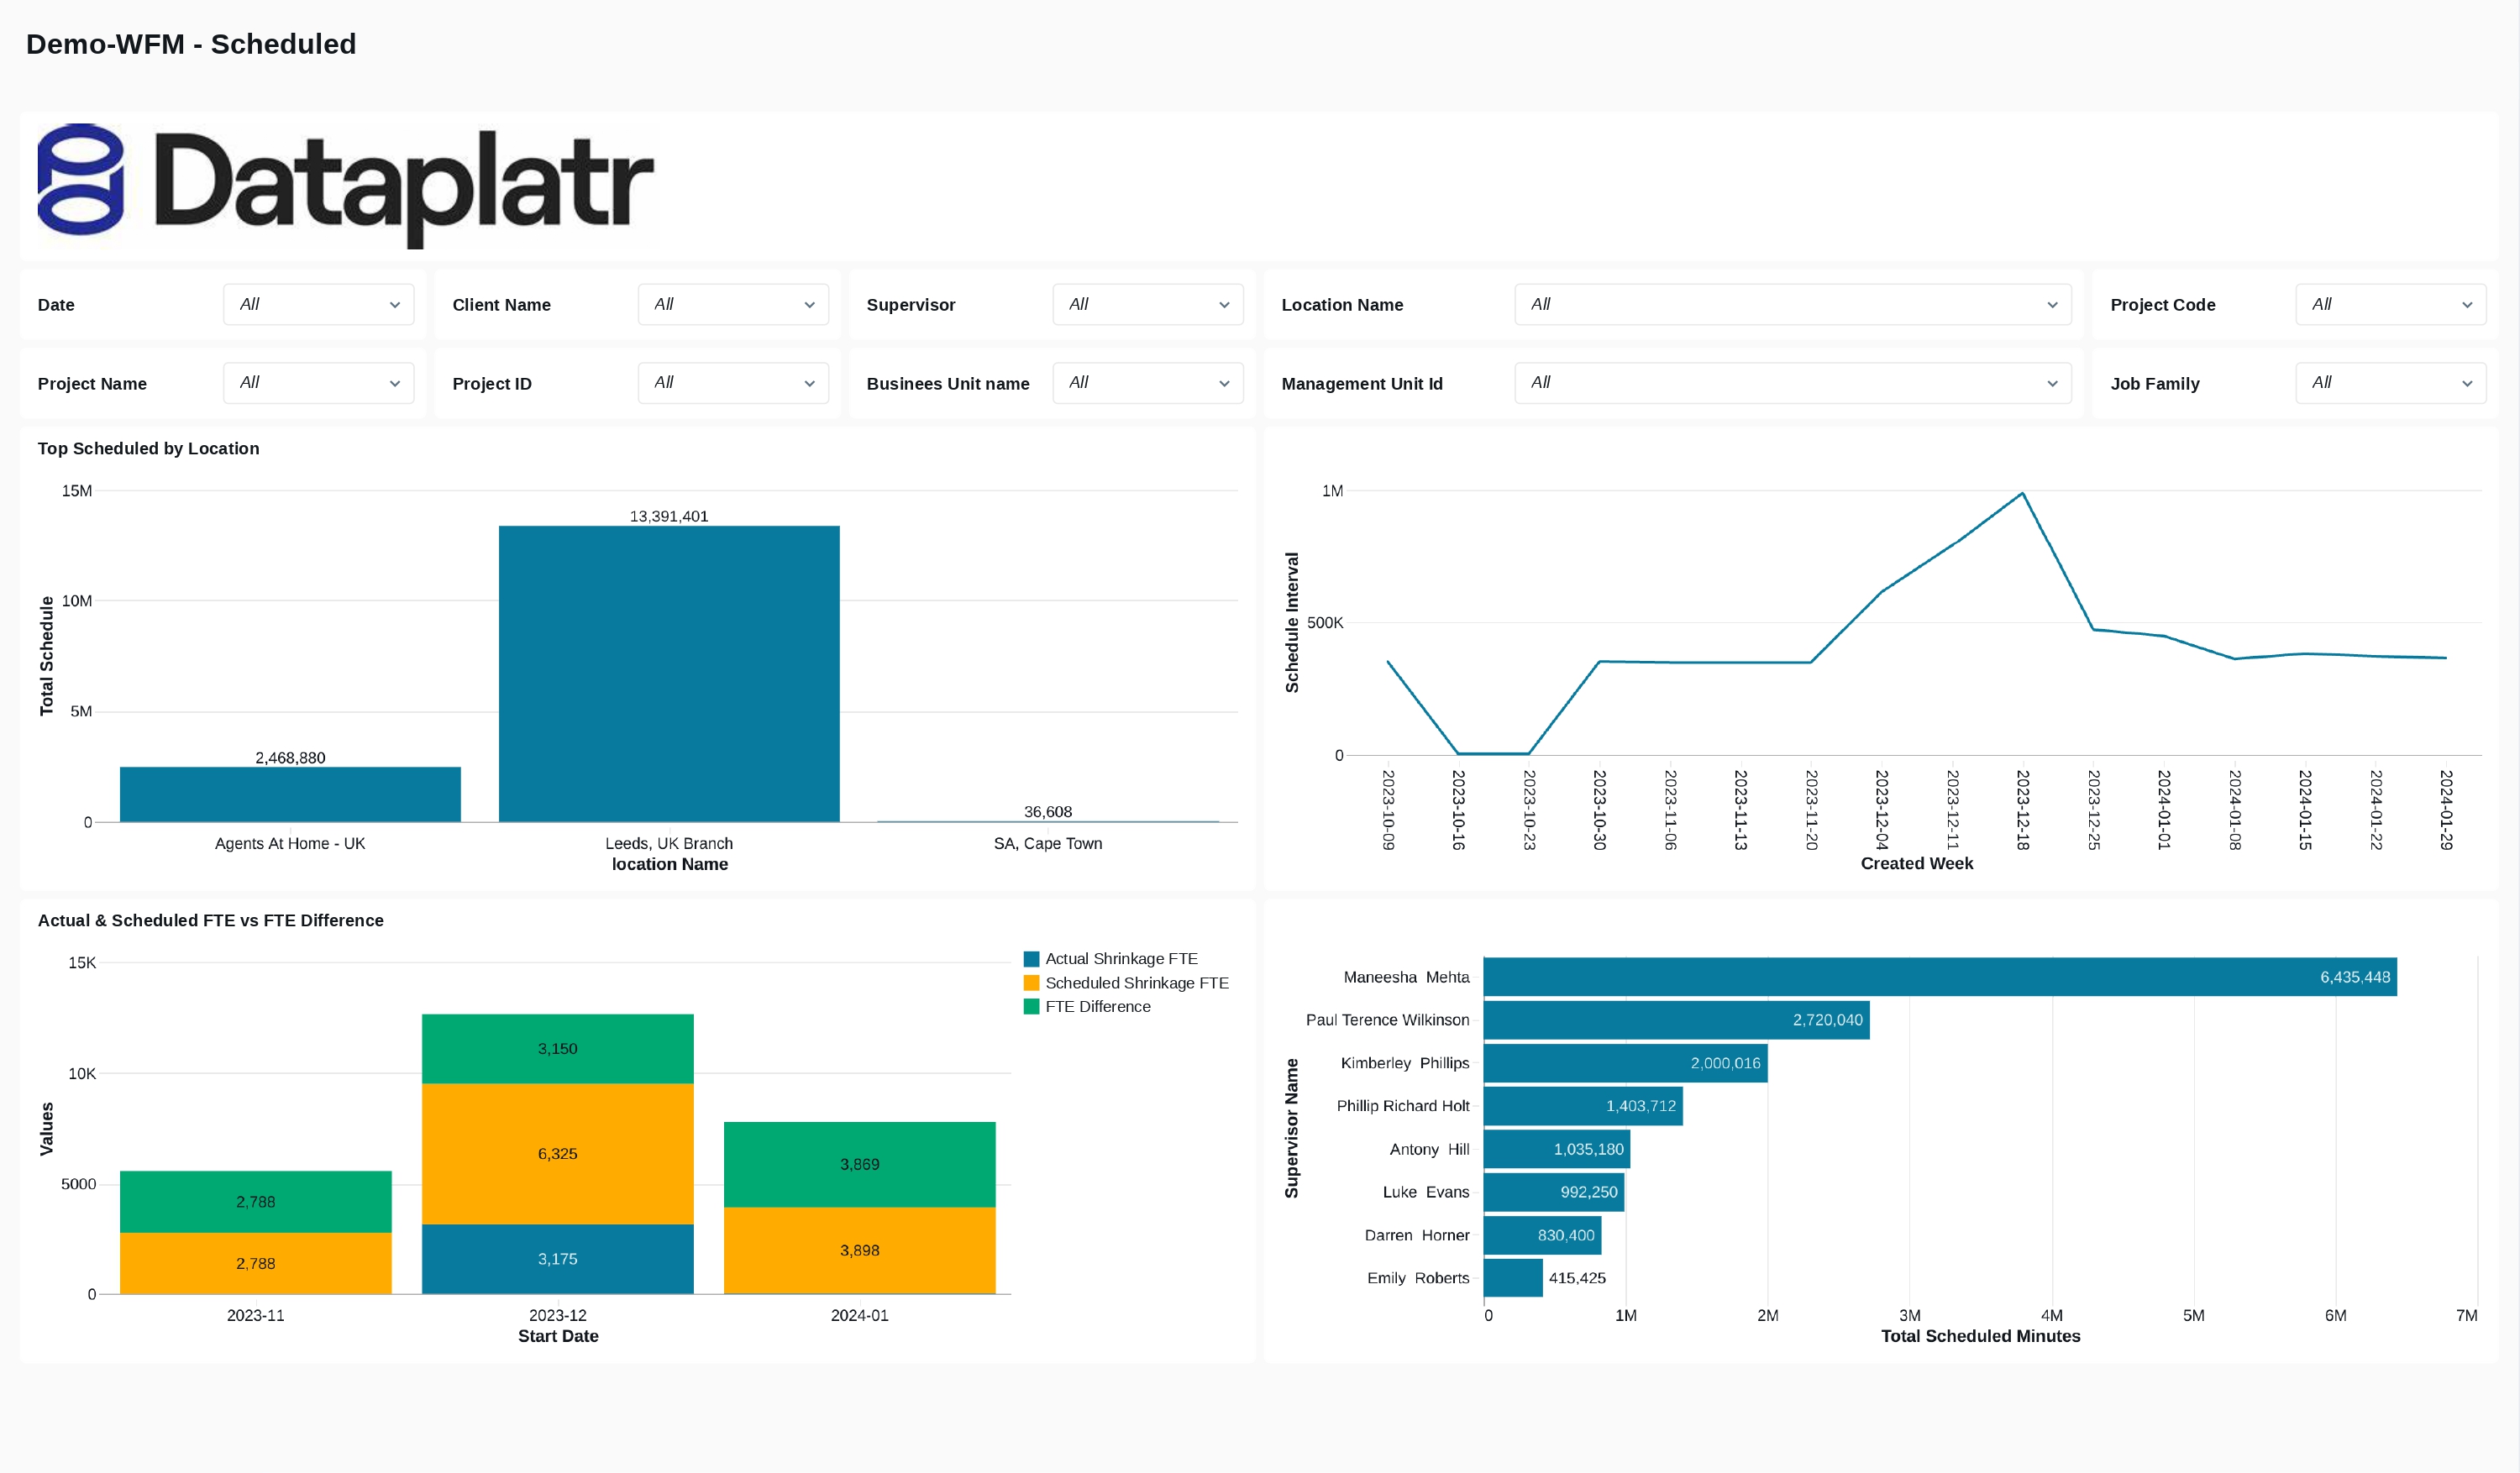 Demo-WFM - Scheduled
Dataplatr
Date All Client Name All Supervisor All Location Name All Project Code All
Project Name All Project ID All Businees Unit name All Management Unit Id All Job Family All
Top Scheduled by Location
15M
10M
5M
0
Total Schedule
2,468,880
13,391,401
36,608
Agents At Home - UK Leeds, UK Branch SA, Cape Town
location Name
1M
500K
0
Schedule Interval
2023-10-09
2023-10-16
2023-10-23
2023-10-30
2023-11-06
2023-11-13
2023-11-20
2023-12-04
2023-12-11
2023-12-18
2023-12-25
2024-01-01
2024-01-08
2024-01-15
2024-01-22
2024-01-29
Created Week
Actual & Scheduled FTE vs FTE Difference
15K
10K
5000
0
Values
Actual Shrinkage FTE
Scheduled Shrinkage FTE
FTE Difference
2,788
2,788
3,150
6,325
3,175
3,869
3,898
2023-11 2023-12 2024-01
Start Date
Supervisor Name
Maneesha Mehta 6,435,448
Paul Terence Wilkinson 2,720,040
Kimberley Phillips 2,000,016
Phillip Richard Holt 1,403,712
Antony Hill 1,035,180
Luke Evans 992,250
Darren Horner 830,400
Emily Roberts 415,425
0 1M 2M 3M 4M 5M 6M 7M
Total Scheduled Minutes